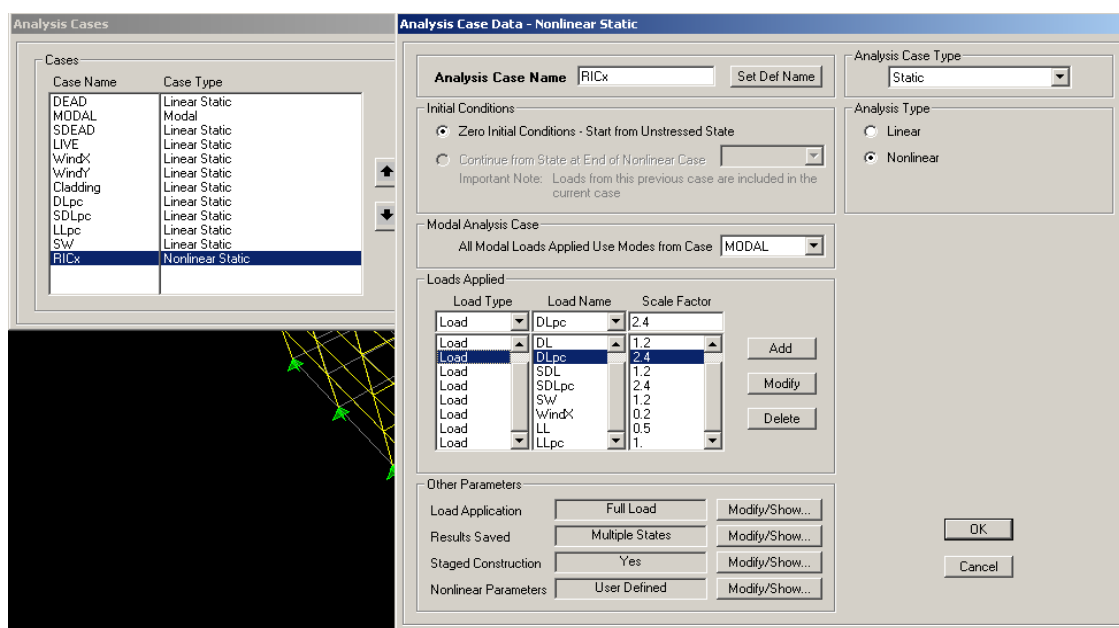 Analysis Cases
Cases
Case Name Case Type
DEAD Linear Static
MODAL Modal
SDEAD Linear Static
LIVE Linear Static
WindX Linear Static
WindY Linear Static
Cladding Linear Static
DLpc Linear Static
SDLpc Linear Static
LLpc Linear Static
SW Linear Static
RICx Nonlinear Static
Analysis Case Data - Nonlinear Static
Analysis Case Name RICx Set Def Name
Initial Conditions
Zero Initial Conditions - Start from Unstressed State
Continue from State at End of Nonlinear Case
Important Note: Loads from this previous case are included in the
current case
Modal Analysis Case
All Modal Loads Applied Use Modes from Case MODAL
Loads Applied
Load Type Load Name Scale Factor
Load DLpc 2.4
Load DL 1.2
Load DLpc 2.4
Load SDL 1.2
Load SDLpc 2.4
Load SW 1.2
Load WindX 0.2
Load LL 0.5
Load LLpc 1.
Add
Modify
Delete
Other Parameters
Load Application Full Load Modify/Show...
Results Saved Multiple States Modify/Show...
Staged Construction Yes Modify/Show...
Nonlinear Parameters User Defined Modify/Show...
Analysis Case Type
Static
Analysis Type
Linear
Nonlinear
OK
Cancel